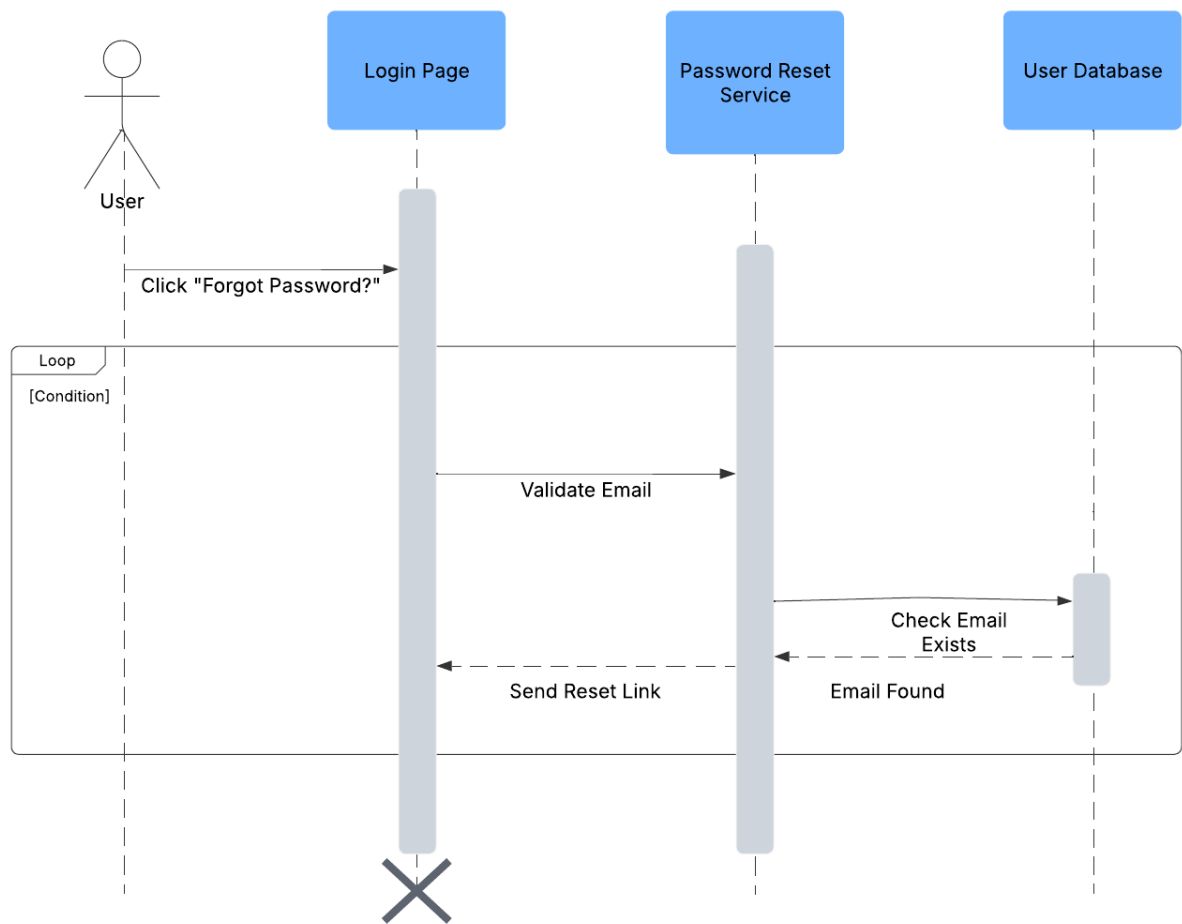 Login Page
Password Reset
Service
User Database
User
Click "Forgot Password?"
Loop
[Condition]
Validate Email
Check Email
Exists
Send Reset Link
Email Found